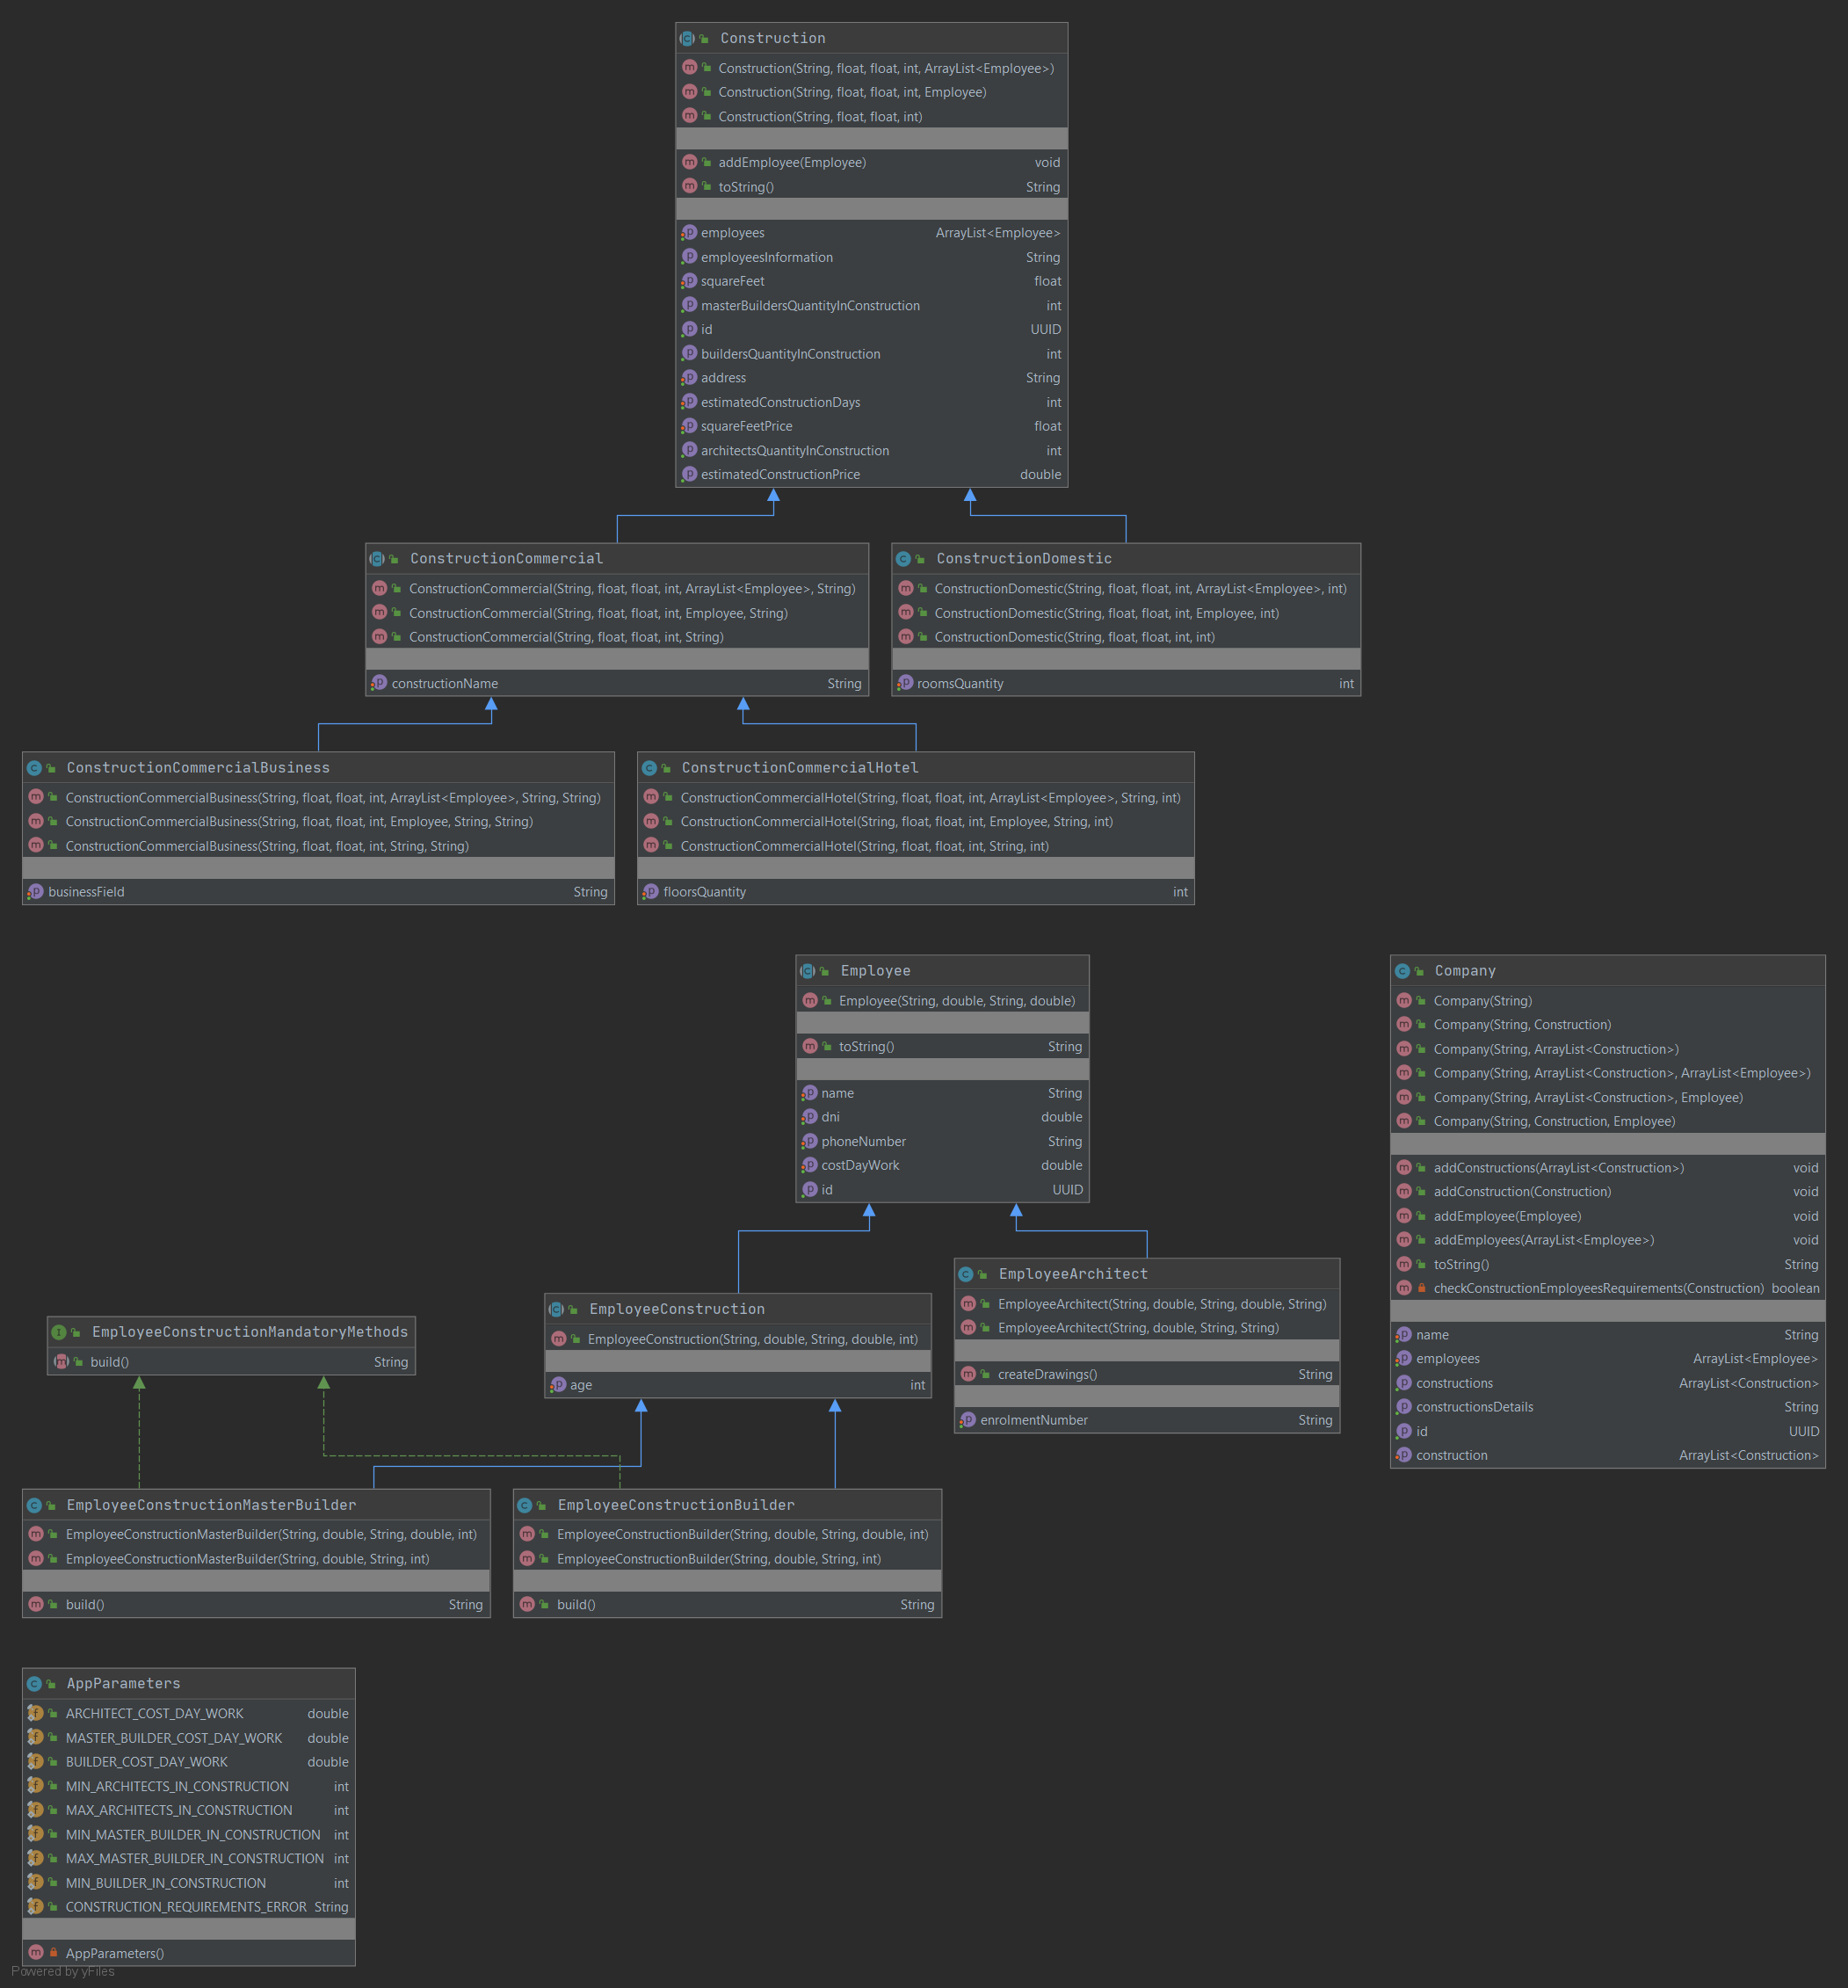 Construction
Construction(String, float, float, int, ArrayList<Employee>)
Construction(String, float, float, int, Employee)
Construction(String, float, float, int)
addEmployee(Employee) void
toString() String
employees ArrayList<Employee>
employeesInformation String
squareFeet float
masterBuildersQuantityInConstruction int
id UUID
buildersQuantityInConstruction int
address String
estimatedConstructionDays int
squareFeetPrice float
architectsQuantityInConstruction int
estimatedConstructionPrice double
ConstructionCommercial
ConstructionCommercial(String, float, float, int, ArrayList<Employee>, String)
ConstructionCommercial(String, float, float, int, Employee, String)
ConstructionCommercial(String, float, float, int, String)
constructionName String
ConstructionDomestic
ConstructionDomestic(String, float, float, int, ArrayList<Employee>, int)
ConstructionDomestic(String, float, float, int, Employee, int)
ConstructionDomestic(String, float, float, int, int)
roomsQuantity int
ConstructionCommercialBusiness
ConstructionCommercialBusiness(String, float, float, int, ArrayList<Employee>, String, String)
ConstructionCommercialBusiness(String, float, float, int, Employee, String, String)
ConstructionCommercialBusiness(String, float, float, int, String, String)
businessField String
ConstructionCommercialHotel
ConstructionCommercialHotel(String, float, float, int, ArrayList<Employee>, String, int)
ConstructionCommercialHotel(String, float, float, int, Employee, String, int)
ConstructionCommercialHotel(String, float, float, int, String, int)
floorsQuantity int
Employee
Employee(String, double, String, double)
toString() String
name String
dni double
phoneNumber String
costDayWork double
id UUID
Company
Company(String)
Company(String, Construction)
Company(String, ArrayList<Construction>)
Company(String, ArrayList<Construction>, ArrayList<Employee>)
Company(String, ArrayList<Construction>, Employee)
Company(String, Construction, Employee)
addConstructions(ArrayList<Construction>) void
addConstruction(Construction) void
addEmployee(Employee) void
addEmployees(ArrayList<Employee>) void
toString() String
checkConstructionEmployeesRequirements(Construction) boolean
name String
employees ArrayList<Employee>
constructions ArrayList<Construction>
constructionsDetails String
id UUID
construction ArrayList<Construction>
EmployeeArchitect
EmployeeArchitect(String, double, String, double, String)
EmployeeArchitect(String, double, String, String)
createDrawings() String
enrolmentNumber String
EmployeeConstruction
EmployeeConstruction(String, double, String, double, int)
age int
EmployeeConstructionMandatoryMethods
build() String
EmployeeConstructionMasterBuilder
EmployeeConstructionMasterBuilder(String, double, String, double, int)
EmployeeConstructionMasterBuilder(String, double, String, int)
build() String
EmployeeConstructionBuilder
EmployeeConstructionBuilder(String, double, String, double, int)
EmployeeConstructionBuilder(String, double, String, int)
build() String
AppParameters
ARCHITECT_COST_DAY_WORK double
MASTER_BUILDER_COST_DAY_WORK double
BUILDER_COST_DAY_WORK double
MIN_ARCHITECTS_IN_CONSTRUCTION int
MAX_ARCHITECTS_IN_CONSTRUCTION int
MIN_MASTER_BUILDER_IN_CONSTRUCTION int
MAX_MASTER_BUILDER_IN_CONSTRUCTION int
MIN_BUILDER_IN_CONSTRUCTION int
CONSTRUCTION_REQUIREMENTS_ERROR String
AppParameters()
Powered by yFiles